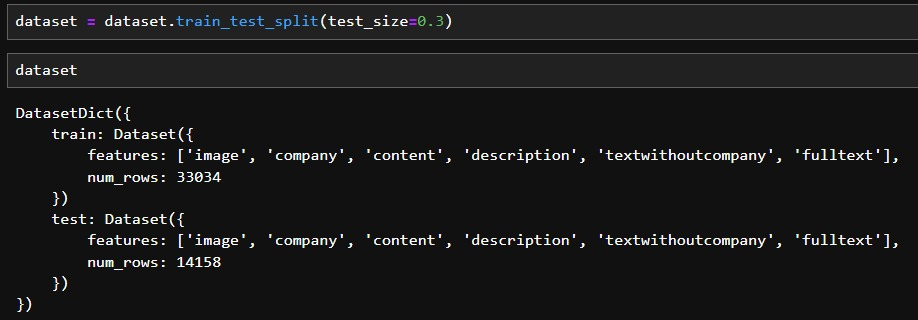 dataset = dataset.train_test_split(test_size=0.3)
dataset
DatasetDict({
    train: Dataset({
        features: ['image', 'company', 'content', 'description', 'textwithoutcompany', 'fulltext'],
        num_rows: 33034
    })
    test: Dataset({
        features: ['image', 'company', 'content', 'description', 'textwithoutcompany', 'fulltext'],
        num_rows: 14158
    })
})